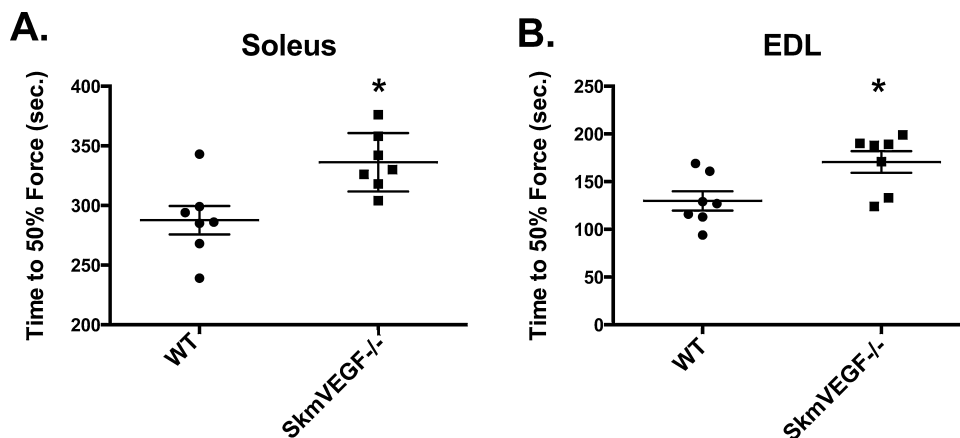 A.
Soleus
Time to 50% Force (sec.)
400
350
300
250
200
*
WT
SkmVEGF-/-
B.
EDL
Time to 50% Force (sec.)
250
200
150
100
50
0
*
WT
SkmVEGF-/-